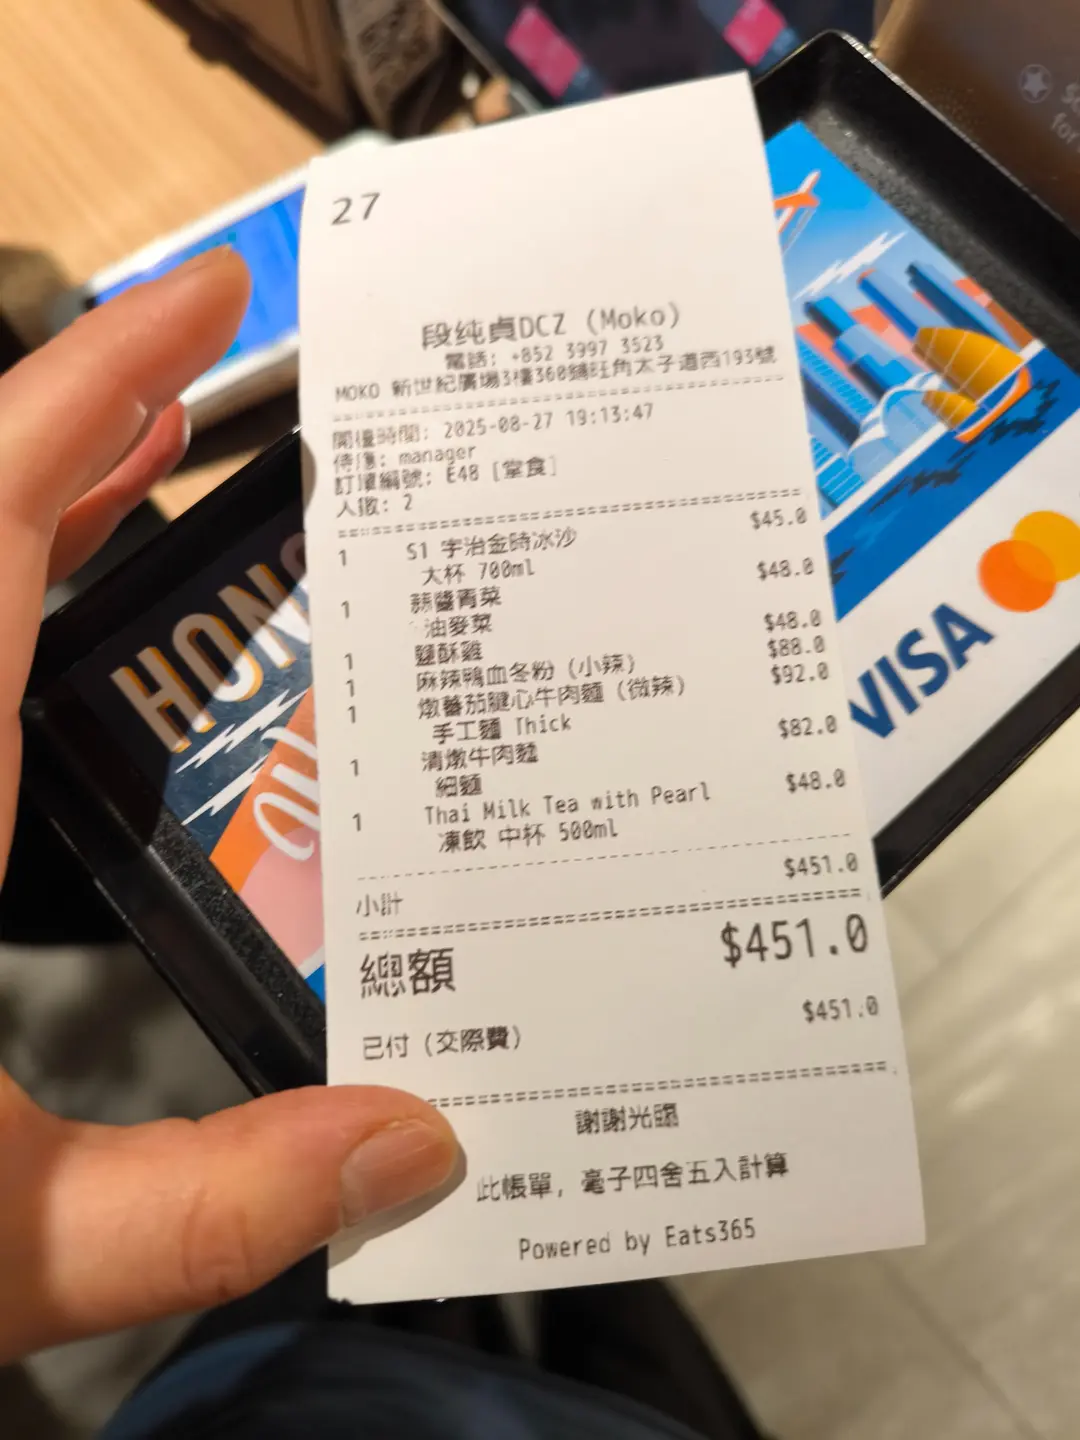 27
段纯貞DCZ (Moko)
電話: +852 3997 3523
MOKO 新世紀廣場3樓360鋪旺角太子道西193號
開檯時間: 2025-08-27 19:13:47
侍應: manager
訂單編號: E48 [堂食]
人數: 2
1 S1 宇治金時冰沙 $45.0
大杯 700ml
1 蒜醬青菜 $48.0
油麥菜
1 鹽酥雞 $48.0
1 麻辣鴨血冬粉 (小辣) $88.0
1 燉蕃茄腱心牛肉麵 (微辣) $92.0
手工麵 Thick
1 清燉牛肉麵 $82.0
細麵
1 Thai Milk Tea with Pearl $48.0
凍飲 中杯 500ml
小計 $451.0
總額 $451.0
已付 (交際費) $451.0
謝謝光臨
此帳單, 毫子四舍五入計算
Powered by Eats365
HONG
VISA
for